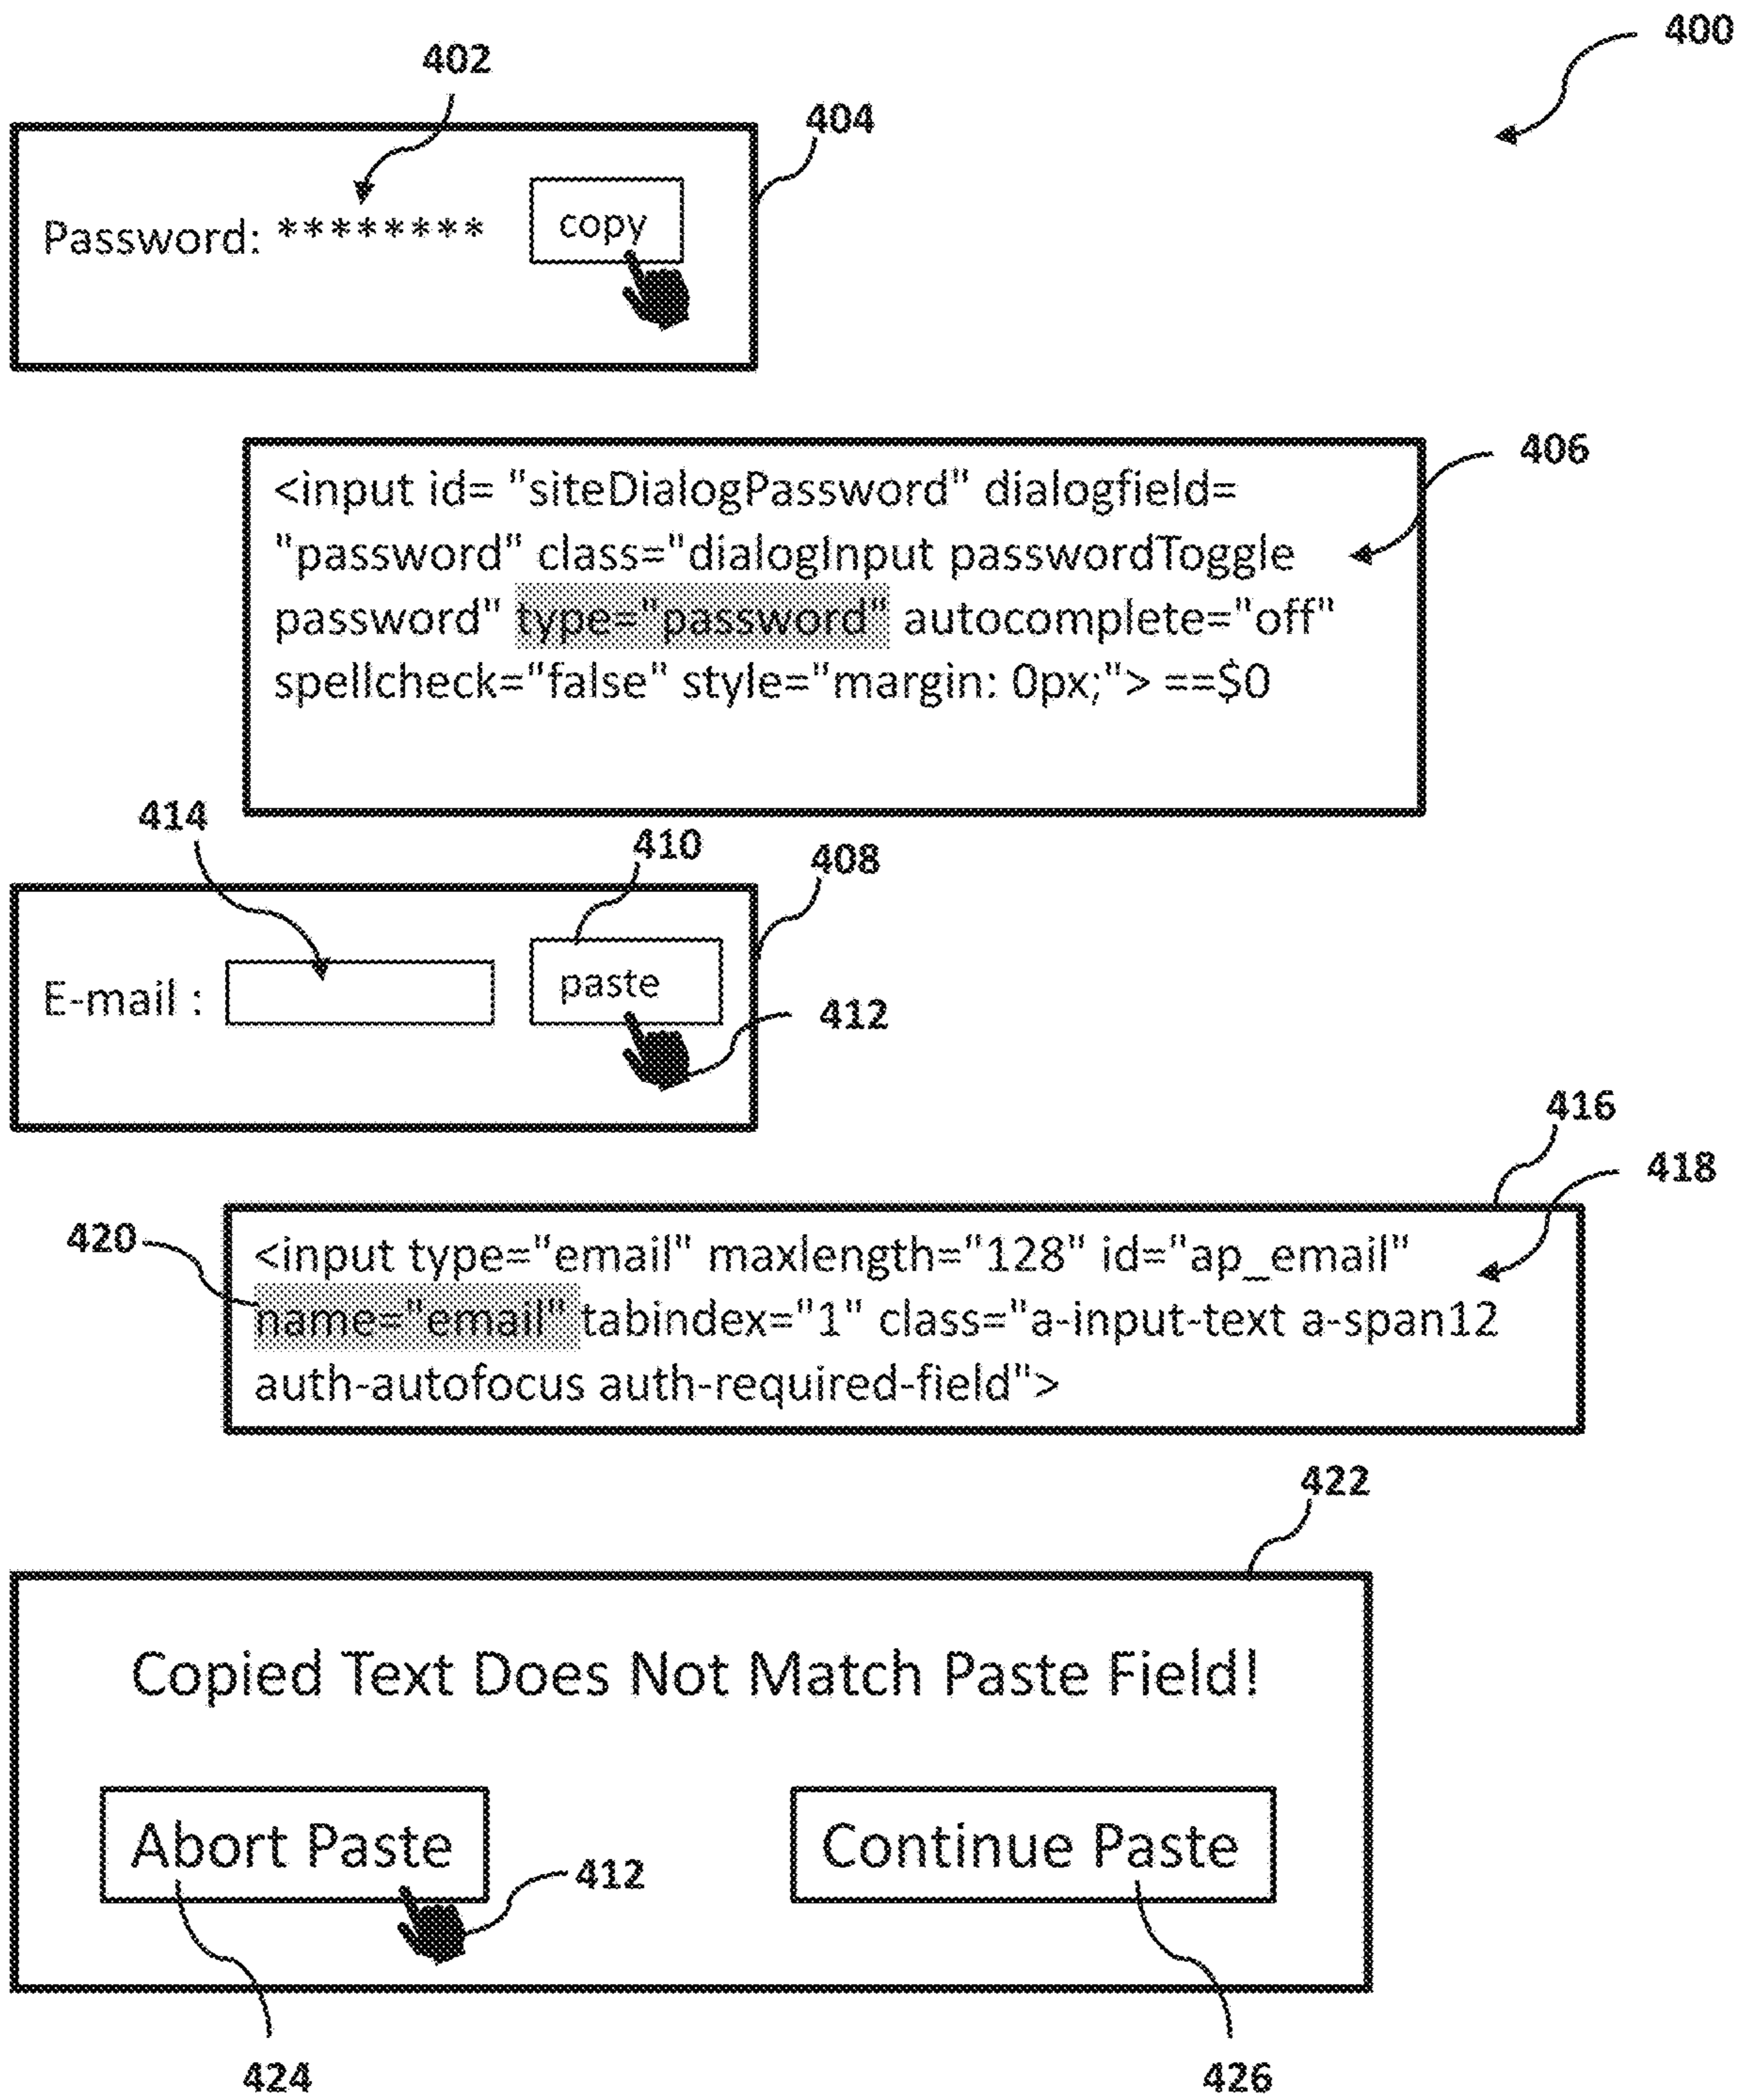 400
402
404
Password: ********
copy
406
<input id= "siteDialogPassword" dialogfield=
"password" class="dialogInput passwordToggle
password" type="password" autocomplete="off"
spellcheck="false" style="margin: 0px;"> ==$0
414
410
408
E-mail :
paste
412
416
418
420
<input type="email" maxlength="128" id="ap_email"
name="email" tabindex="1" class="a-input-text a-span12
auth-autofocus auth-required-field">
422
Copied Text Does Not Match Paste Field!
Abort Paste
Continue Paste
412
424
426